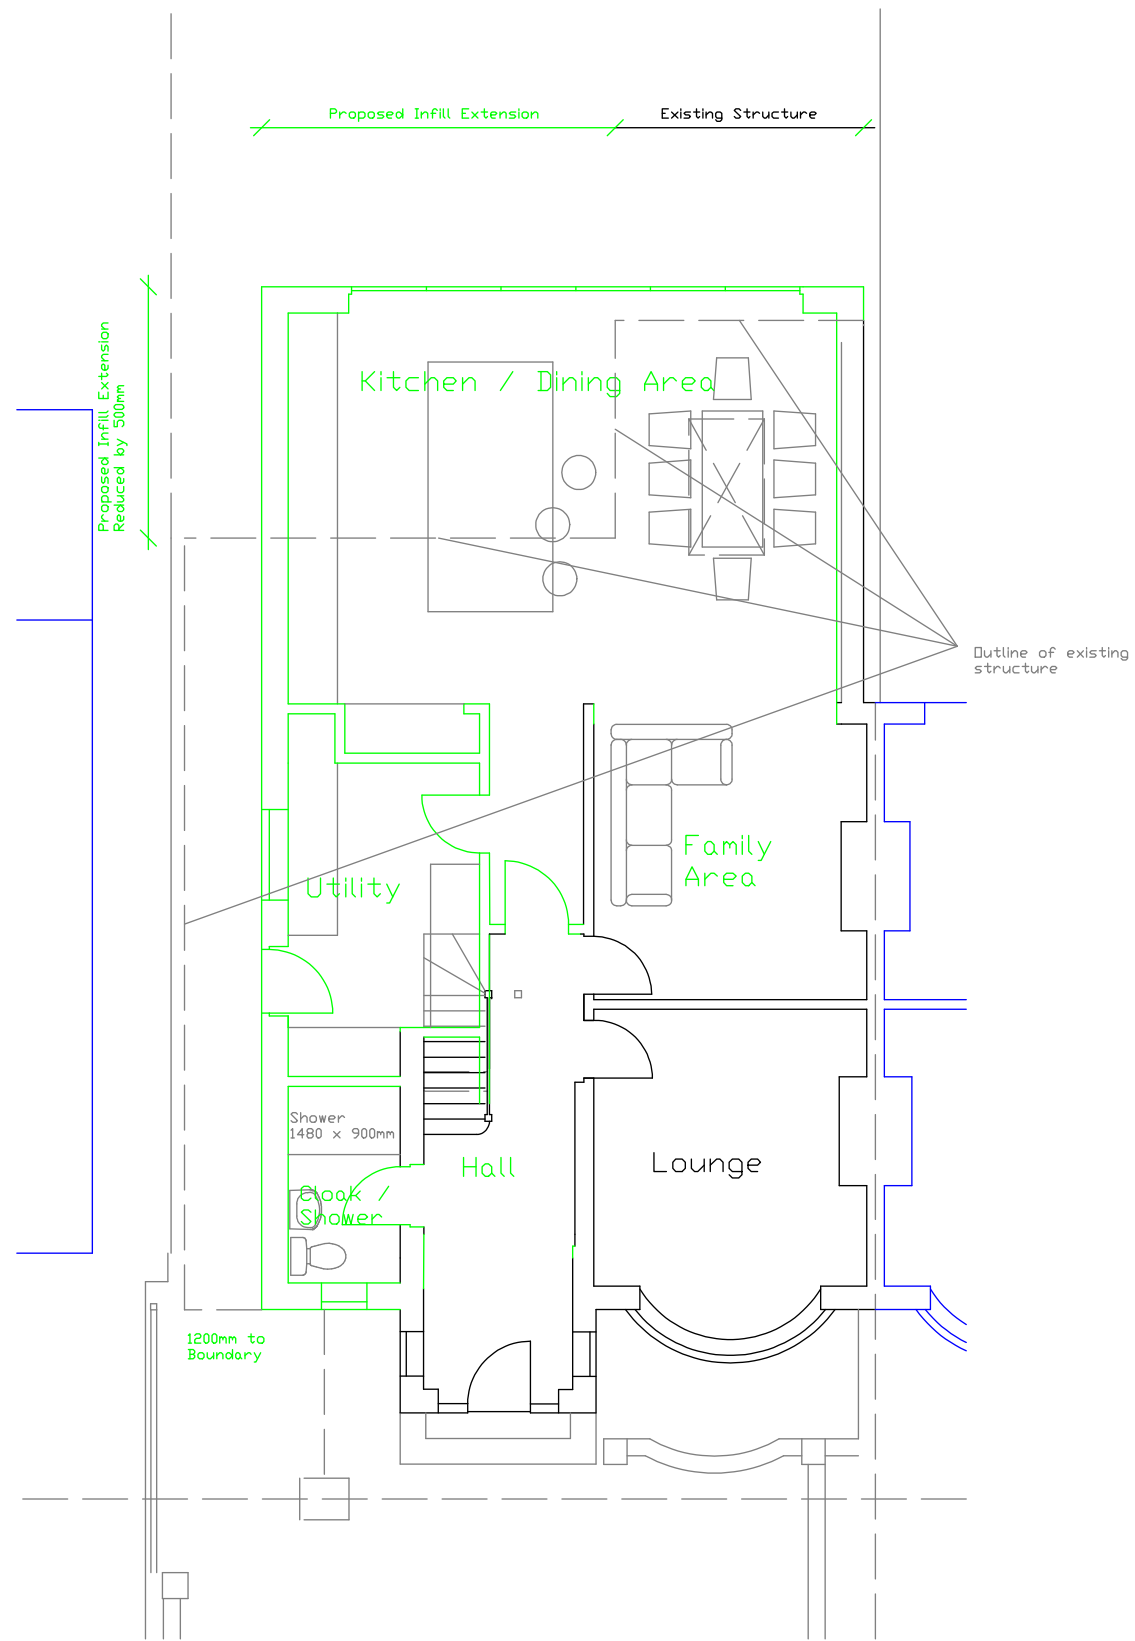 Proposed Infill Extension
Existing Structure
Proposed Infill Extension
Reduced by 500mm
Kitchen / Dining Area
Outline of existing
structure
Family
Area
Utility
Shower
1480 x 900mm
Hall
Lounge
Cloak /
Shower
1200mm to
Boundary